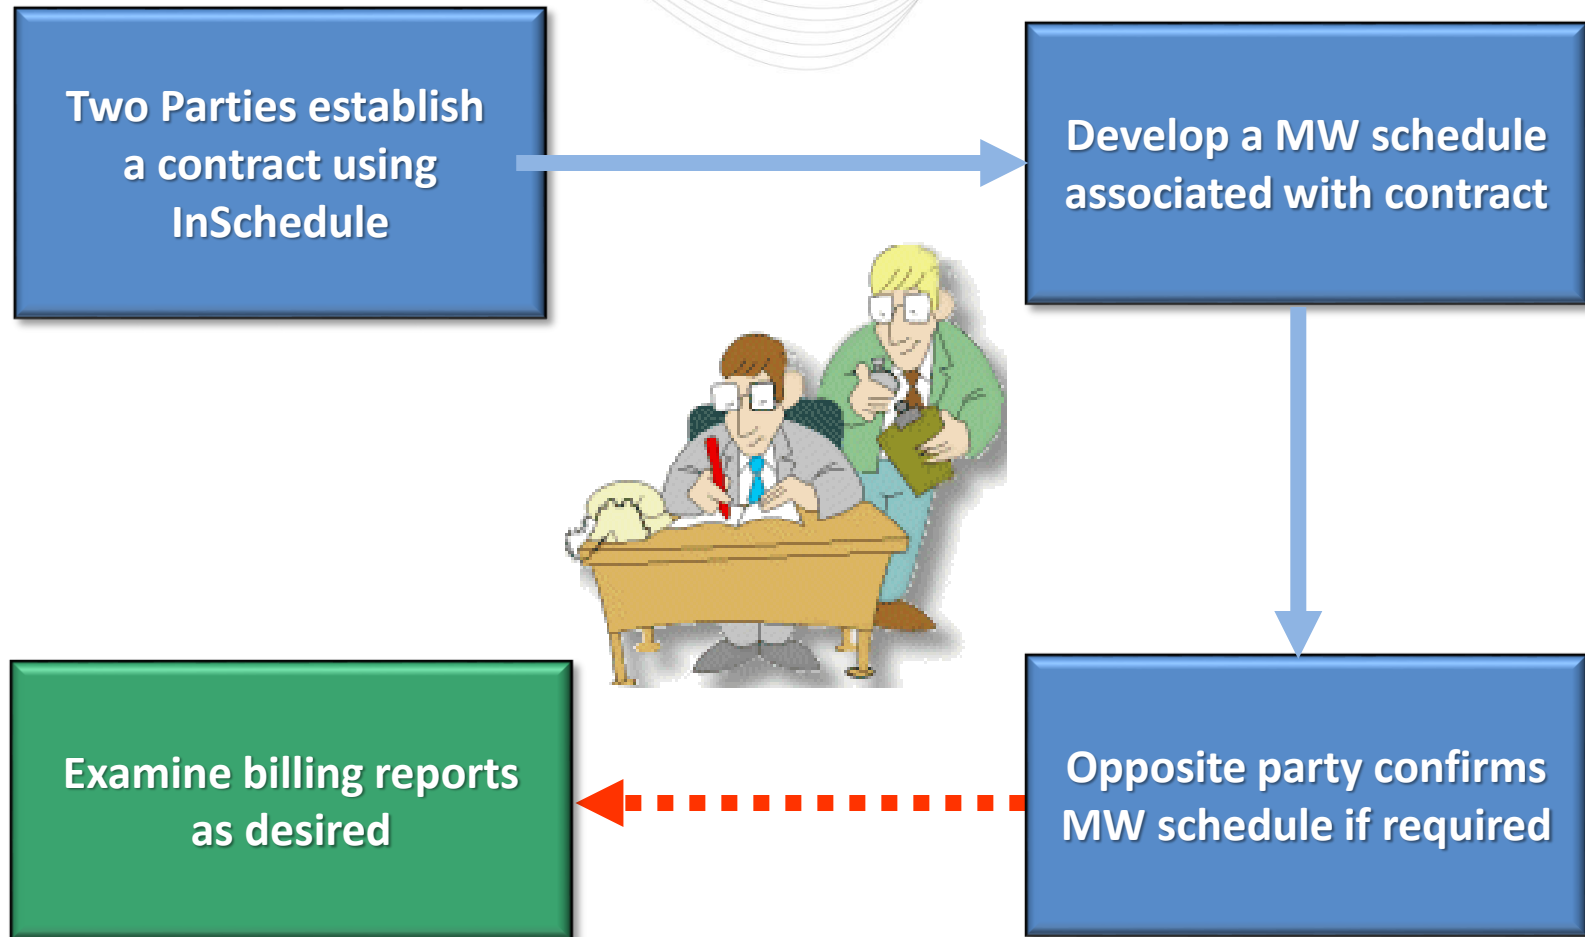 Two Parties establish
a contract using
InSchedule
Develop a MW schedule
associated with contract
Opposite party confirms
MW schedule if required
Examine billing reports
as desired